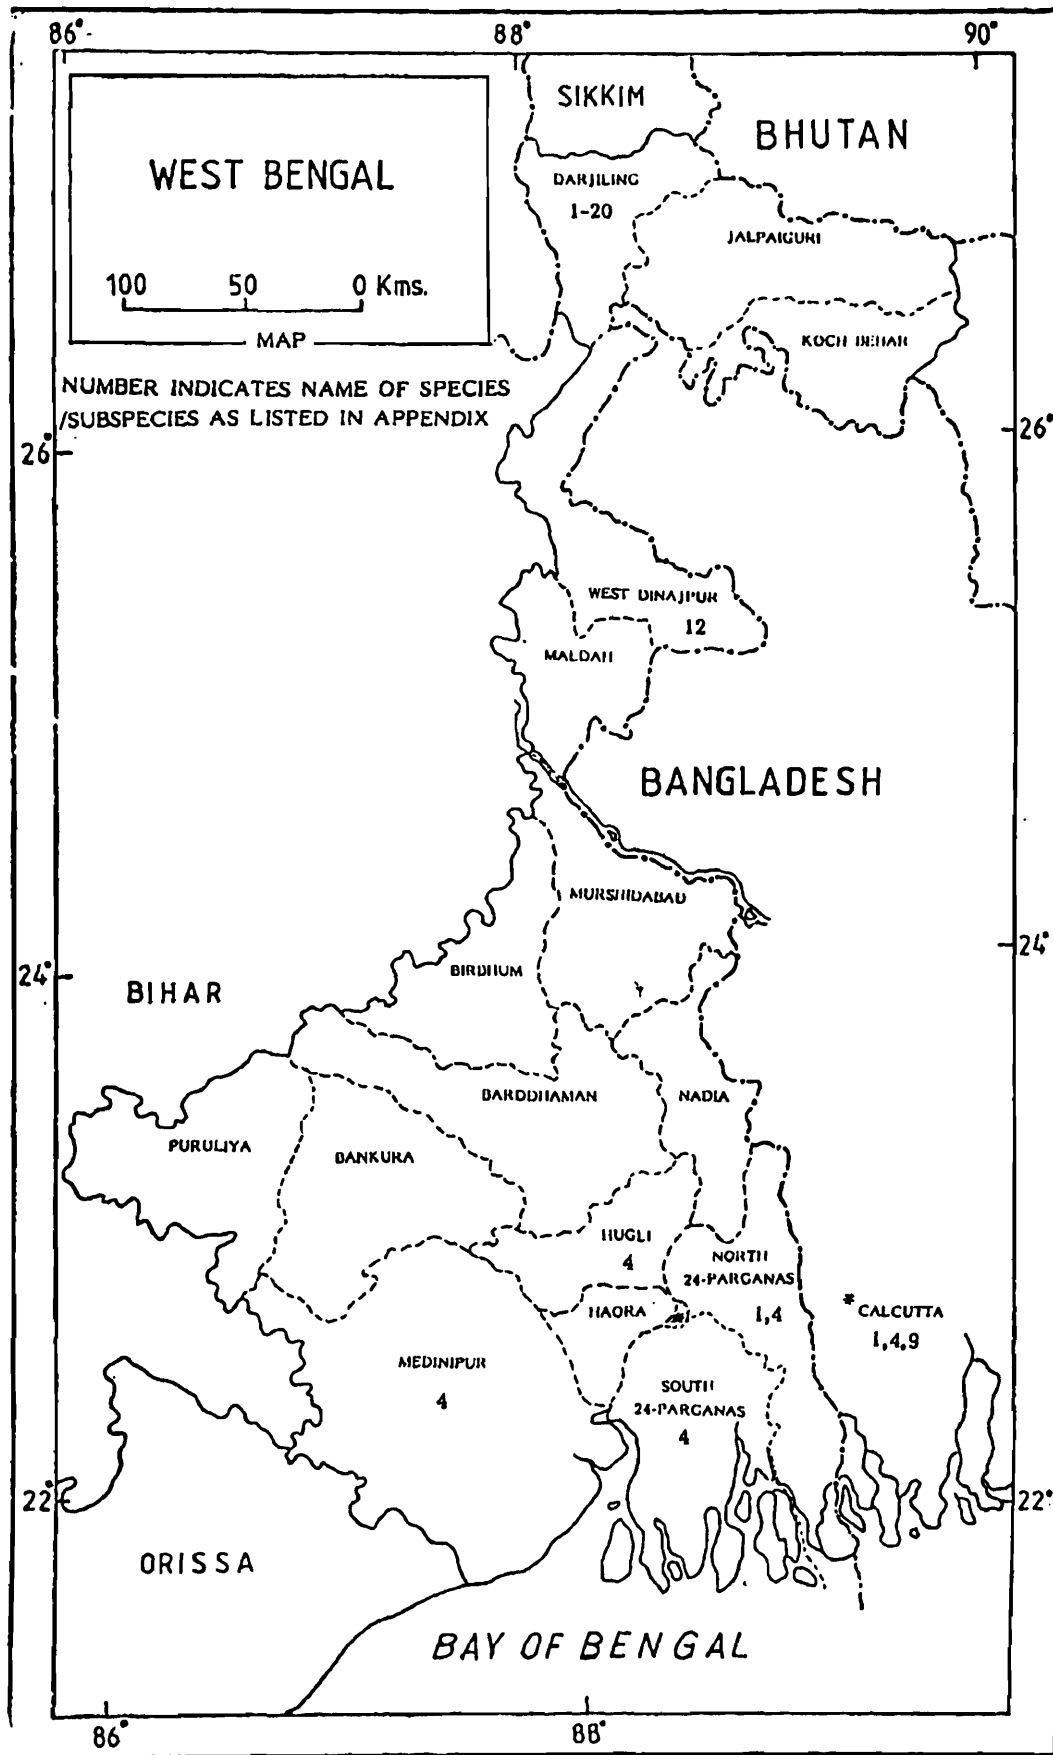 86°
88°
90°
SIKKIM
BHUTAN
WEST BENGAL
DARJILING
1-20
JALPAIGURI
100 50 0 Kms.
MAP
KOCH BEHAR
NUMBER INDICATES NAME OF SPECIES
/SUBSPECIES AS LISTED IN APPENDIX
26°
26°
WEST DINAJPUR
12
MALDAH
BANGLADESH
MURSHIDABAD
24°
24°
BIRBHUM
BIHAR
BARDDHAMAN
NADIA
PURULIYA
BANKURA
HUGLI
4
NORTH
24-PARGANAS
1,4
HAORA
*CALCUTTA
1,4,9
MEDINIPUR
4
SOUTH
24-PARGANAS
4
22°
22°
ORISSA
BAY OF BENGAL
86°
88°